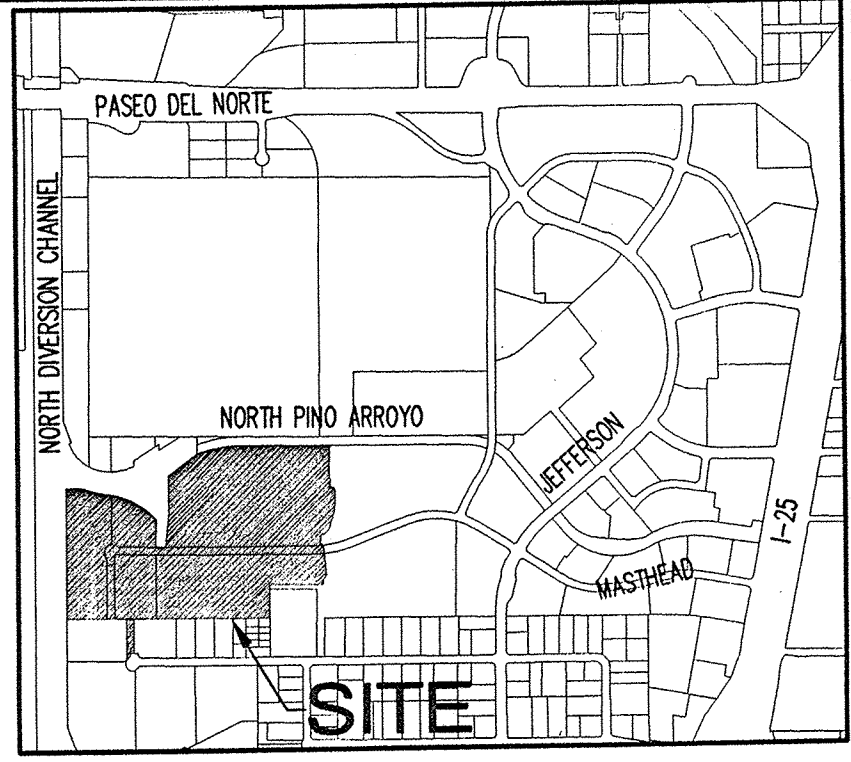 PASEO DEL NORTE
NORTH DIVERSION CHANNEL
NORTH PINO ARROYO
JEFFERSON
I-25
MASTHEAD
SITE